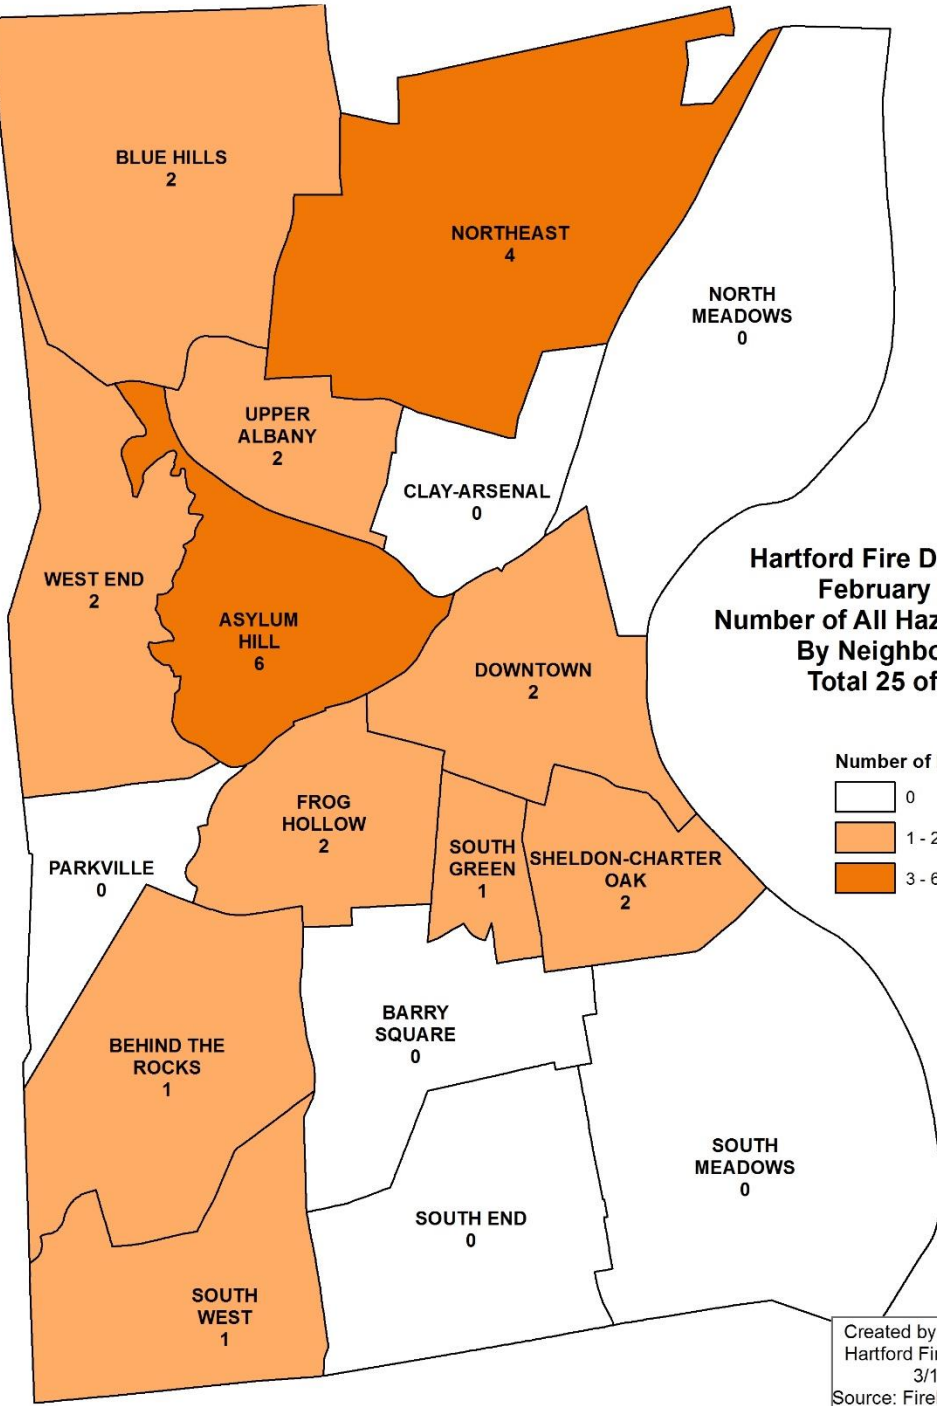 BLUE HILLS
2
NORTHEAST
4
NORTH
MEADOWS
0
UPPER
ALBANY
2
CLAY-ARSENAL
0
WEST END
2
ASYLUM
HILL
6
DOWNTOWN
2
Hartford Fire D
February
Number of All Haz
By Neighbo
Total 25 of
Number of
0
1 - 2
3 - 6
FROG
HOLLOW
2
SOUTH
GREEN
1
SHELDON-CHARTER
OAK
2
PARKVILLE
0
BARRY
SQUARE
0
BEHIND THE
ROCKS
1
SOUTH
MEADOWS
0
SOUTH END
0
SOUTH
WEST
1
Created by
Hartford Fir
3/1
Source: Fire